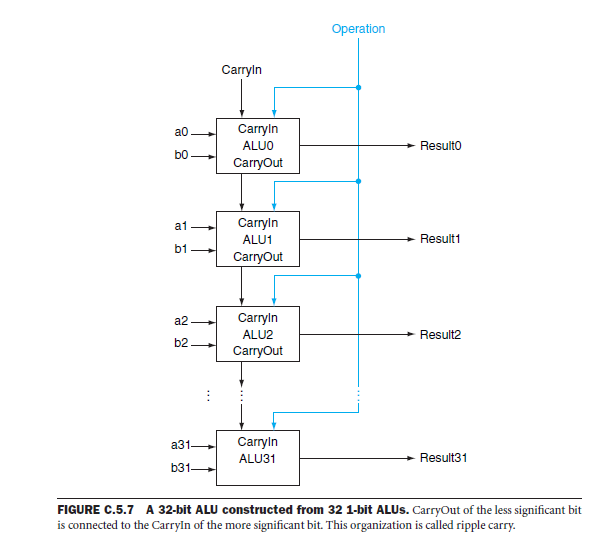 Operation
CarryIn
a0
b0
CarryIn
ALU0
CarryOut
Result0
a1
b1
CarryIn
ALU1
CarryOut
Result1
a2
b2
CarryIn
ALU2
CarryOut
Result2
...
...
...
a31
b31
CarryIn
ALU31
Result31
FIGURE C.5.7 A 32-bit ALU constructed from 32 1-bit ALUs. CarryOut of the less significant bit
is connected to the CarryIn of the more significant bit. This organization is called ripple carry.